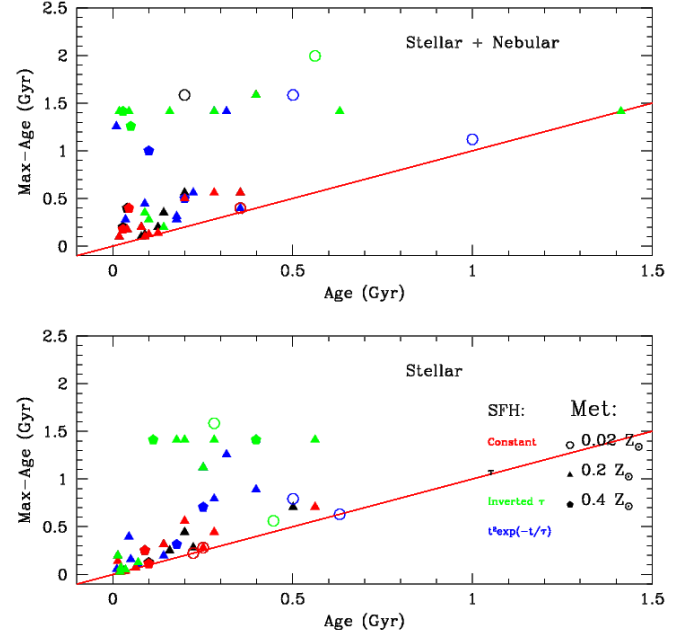 2.5
Stellar + Nebular
2
1.5
Max-Age (Gyr)
1
0.5
0
0 0.5 1 1.5
Age (Gyr)
2.5
Stellar
2
SFH: Met:
1.5
Constant 0.02 Z⊙
Max-Age (Gyr)
τ 0.2 Z⊙
1
Inverted τ 0.4 Z⊙
0.5
t²exp(-t/τ)
0
0 0.5 1 1.5
Age (Gyr)